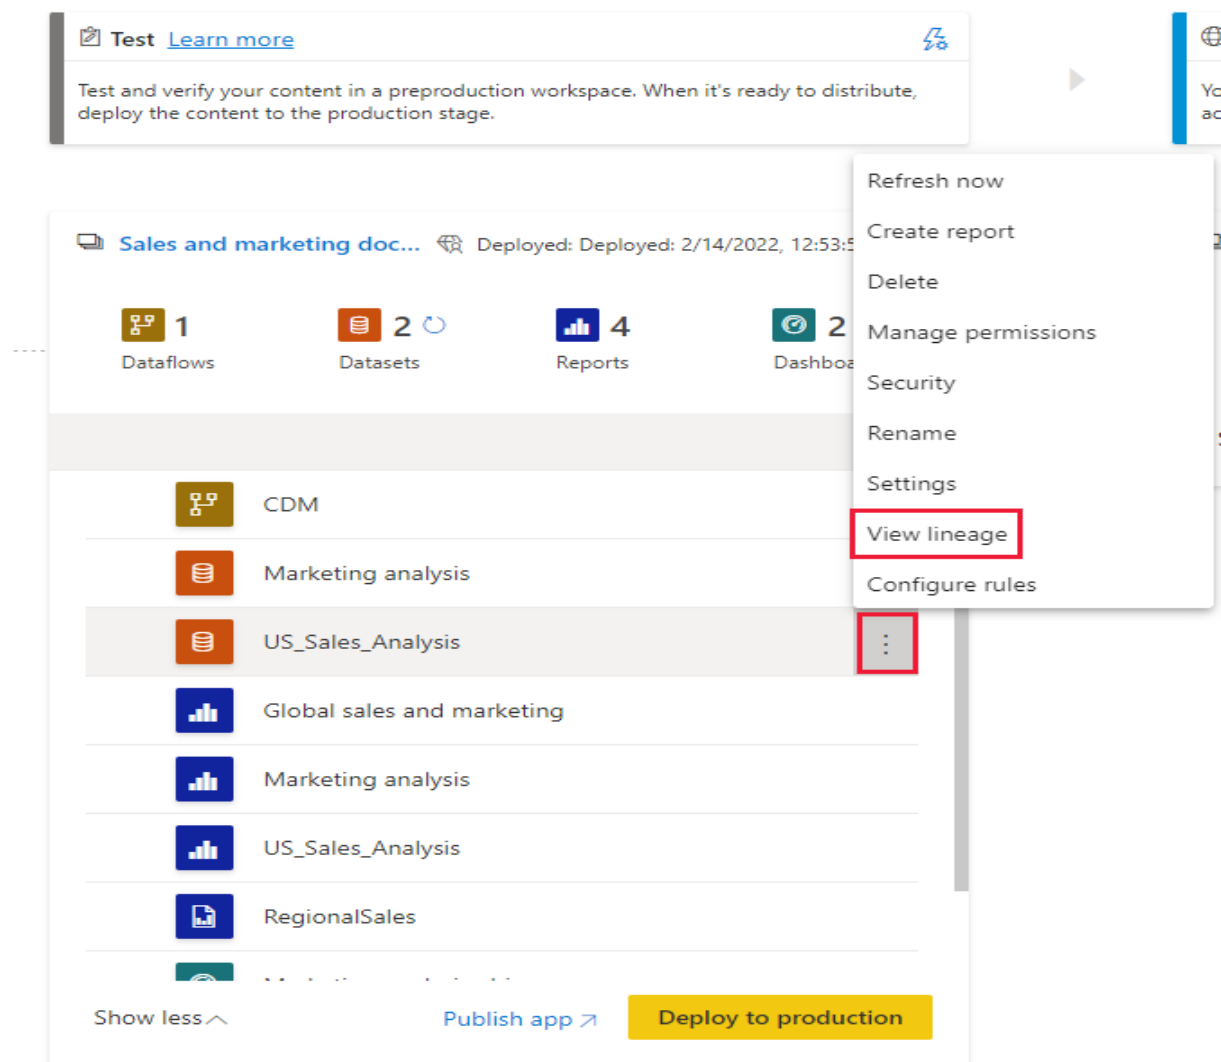 Test Learn more
Test and verify your content in a preproduction workspace. When it's ready to distribute,
deploy the content to the production stage.
Refresh now
Create report
Delete
Manage permissions
Security
Rename
Settings
View lineage
Configure rules
Sales and marketing doc... Deployed: Deployed: 2/14/2022, 12:53:5
1 2 4 2
Dataflows Datasets Reports Dashboa
CDM
Marketing analysis
US_Sales_Analysis
Global sales and marketing
Marketing analysis
US_Sales_Analysis
RegionalSales
Show less Publish app Deploy to production